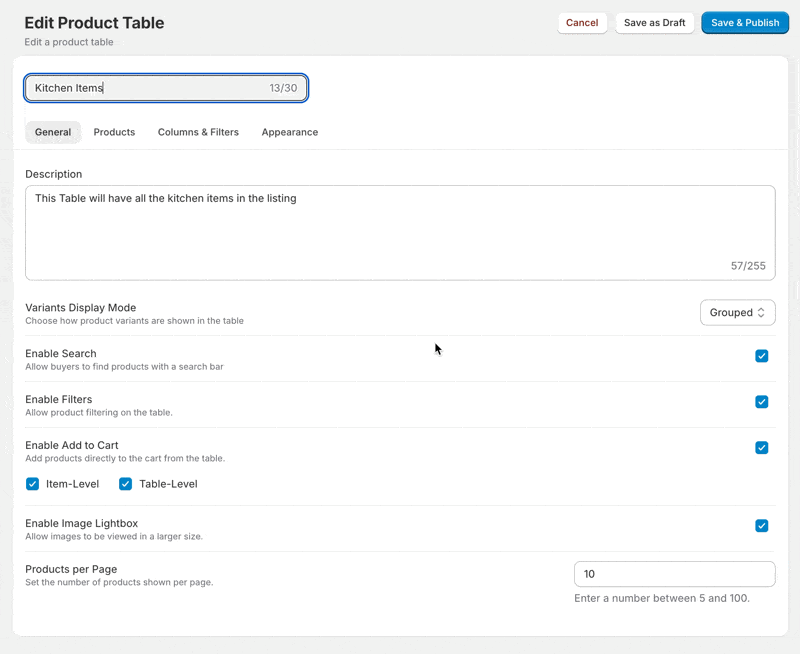 Edit Product Table
Edit a product table
Cancel
Save as Draft
Save & Publish
Kitchen Items
13/30
General
Products
Columns & Filters
Appearance
Description
This Table will have all the kitchen items in the listing
57/255
Variants Display Mode
Choose how product variants are shown in the table
Grouped
Enable Search
Allow buyers to find products with a search bar
Enable Filters
Allow product filtering on the table.
Enable Add to Cart
Add products directly to the cart from the table.
Item-Level
Table-Level
Enable Image Lightbox
Allow images to be viewed in a larger size.
Products per Page
Set the number of products shown per page.
10
Enter a number between 5 and 100.